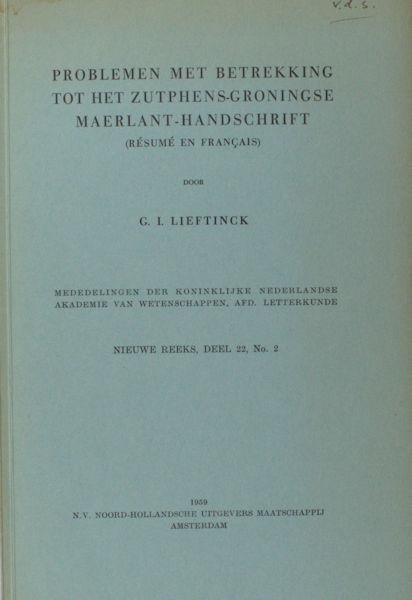 v.d.s.
PROBLEMEN MET BETREKKING
TOT HET ZUTPHENS-GRONINGSE
MAERLANT-HANDSCHRIFT
(RÉSUMÉ EN FRANÇAIS)
DOOR
G. I. LIEFTINCK
MEDEDELINGEN DER KONINKLIJKE NEDERLANDSE
AKADEMIE VAN WETENSCHAPPEN, AFD. LETTERKUNDE
NIEUWE REEKS, DEEL 22, No. 2
1959
N.V. NOORD-HOLLANDSCHE UITGEVERS MAATSCHAPPIJ
AMSTERDAM